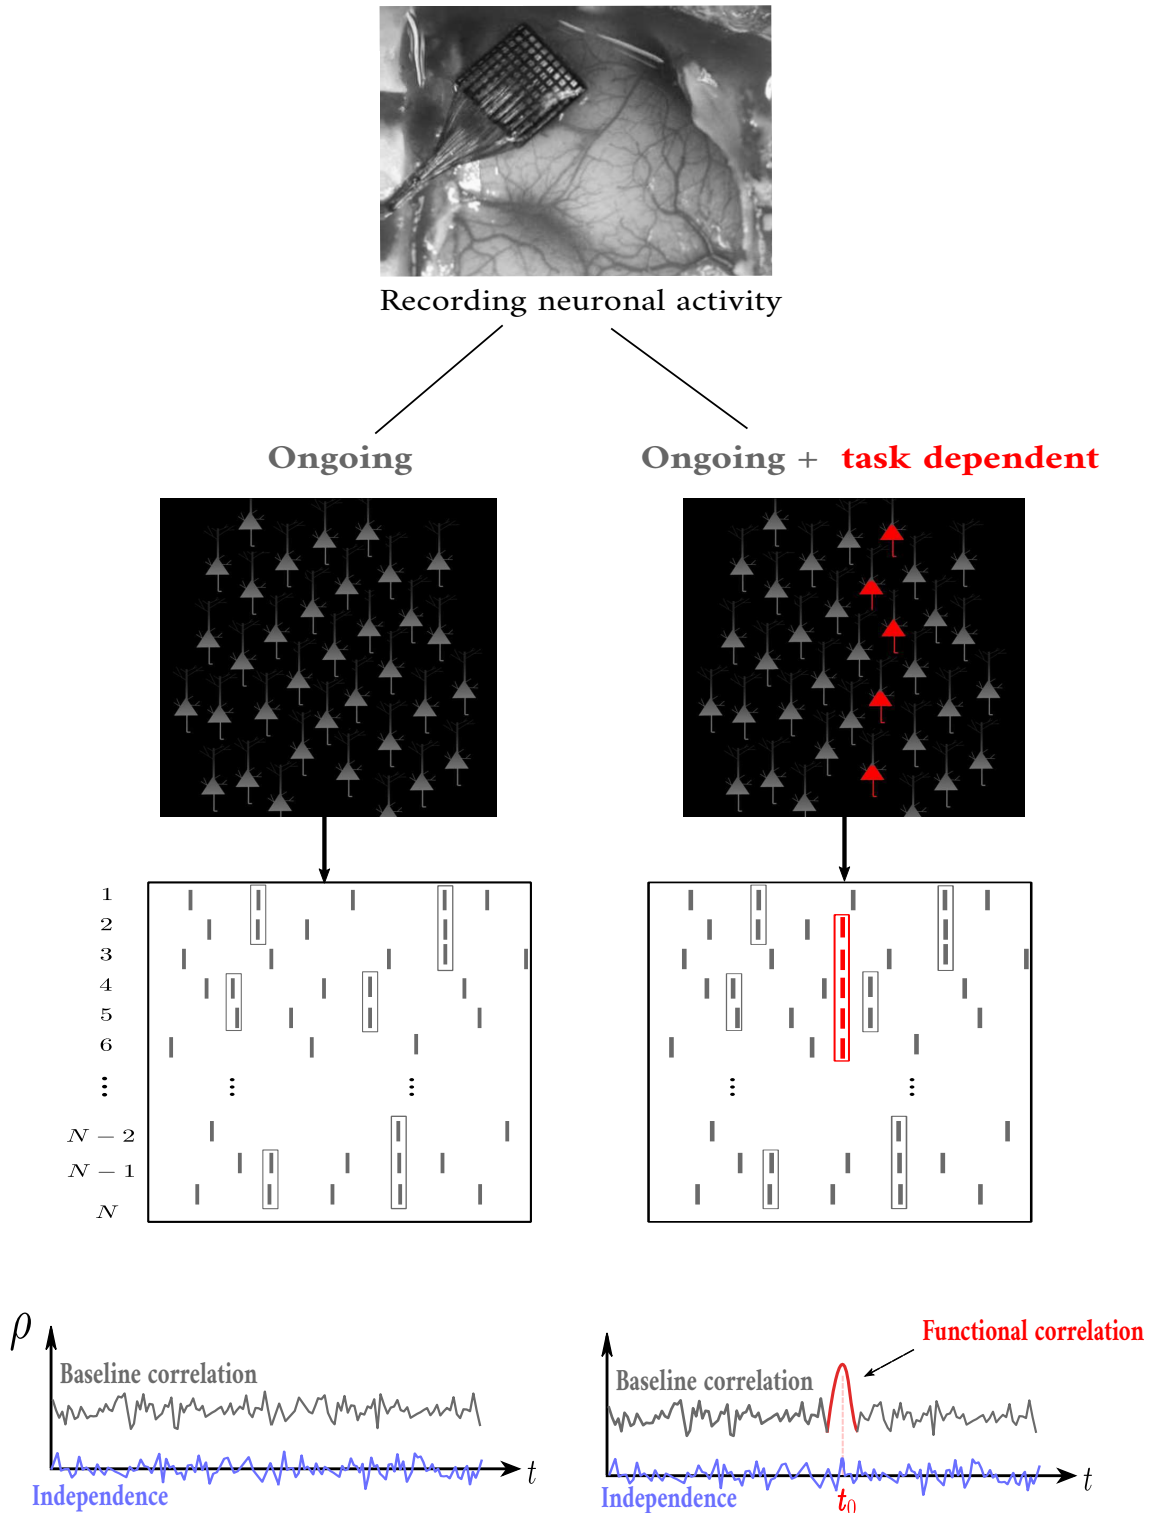 Recording neuronal activity
Ongoing
Ongoing + task dependent
1
2
3
4
5
6
⋮
⋮
⋮
⋮
⋮
N − 2
N − 1
N
ρ
Baseline correlation
Independence
t
Functional correlation
Baseline correlation
Independence
t₀
t